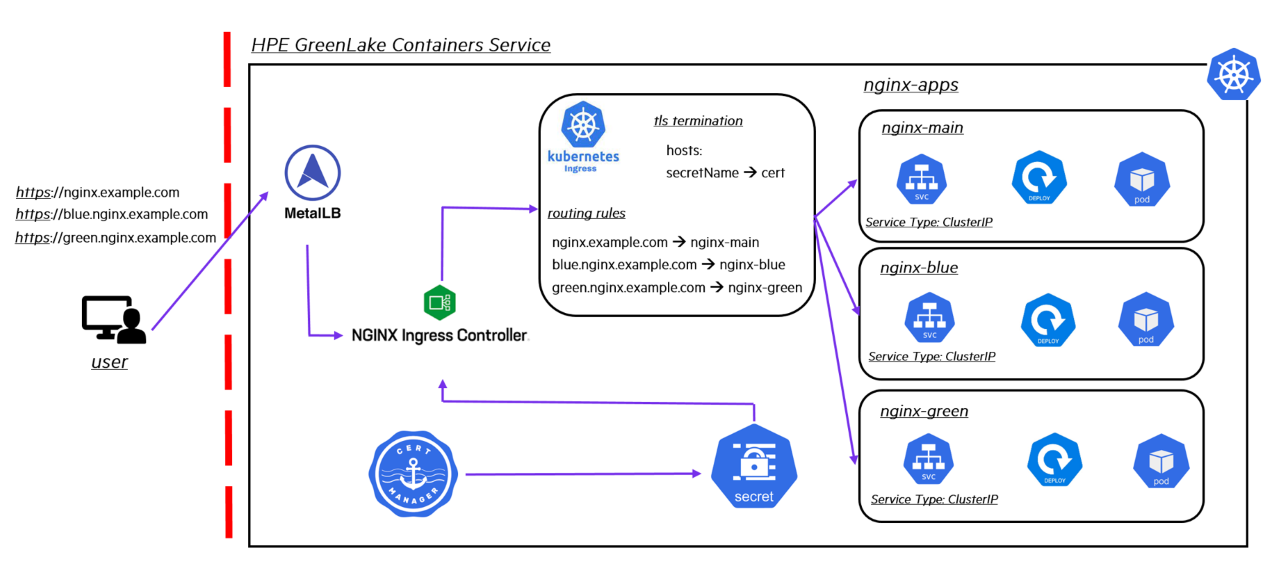 HPE GreenLake Containers Service
https://nginx.example.com
https://blue.nginx.example.com
https://green.nginx.example.com
user
MetalLB
NGINX Ingress Controller
CERT
MANAGER
secret
kubernetes
Ingress
tls termination
hosts:
secretName → cert
routing rules
nginx.example.com → nginx-main
blue.nginx.example.com → nginx-blue
green.nginx.example.com → nginx-green
nginx-apps
nginx-main
svc
DEPLOY
pod
Service Type: ClusterIP
nginx-blue
svc
DEPLOY
pod
Service Type: ClusterIP
nginx-green
svc
DEPLOY
pod
Service Type: ClusterIP